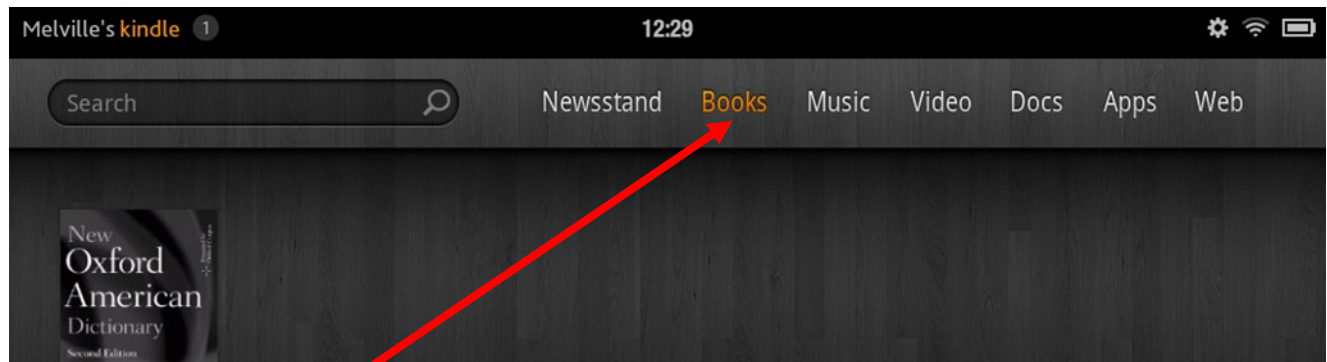 Melville's kindle 1
12:29
Search
Newsstand Books Music Video Docs Apps Web
New
Oxford
American
Dictionary
Second Edition